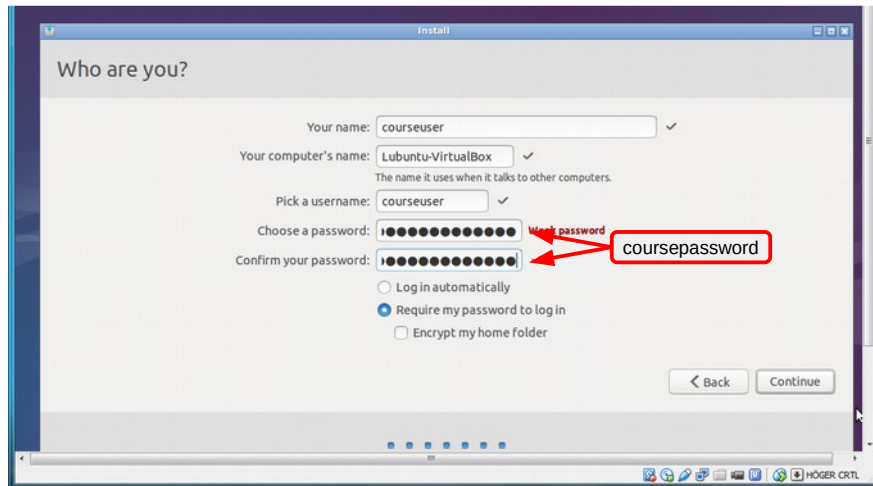 Install
Who are you?
Your name: courseuser
Your computer's name: Lubuntu-VirtualBox
The name it uses when it talks to other computers.
Pick a username: courseuser
Choose a password: Weak password
coursepassword
Confirm your password:
Log in automatically
Require my password to log in
Encrypt my home folder
Back Continue
HÖGER CRTL